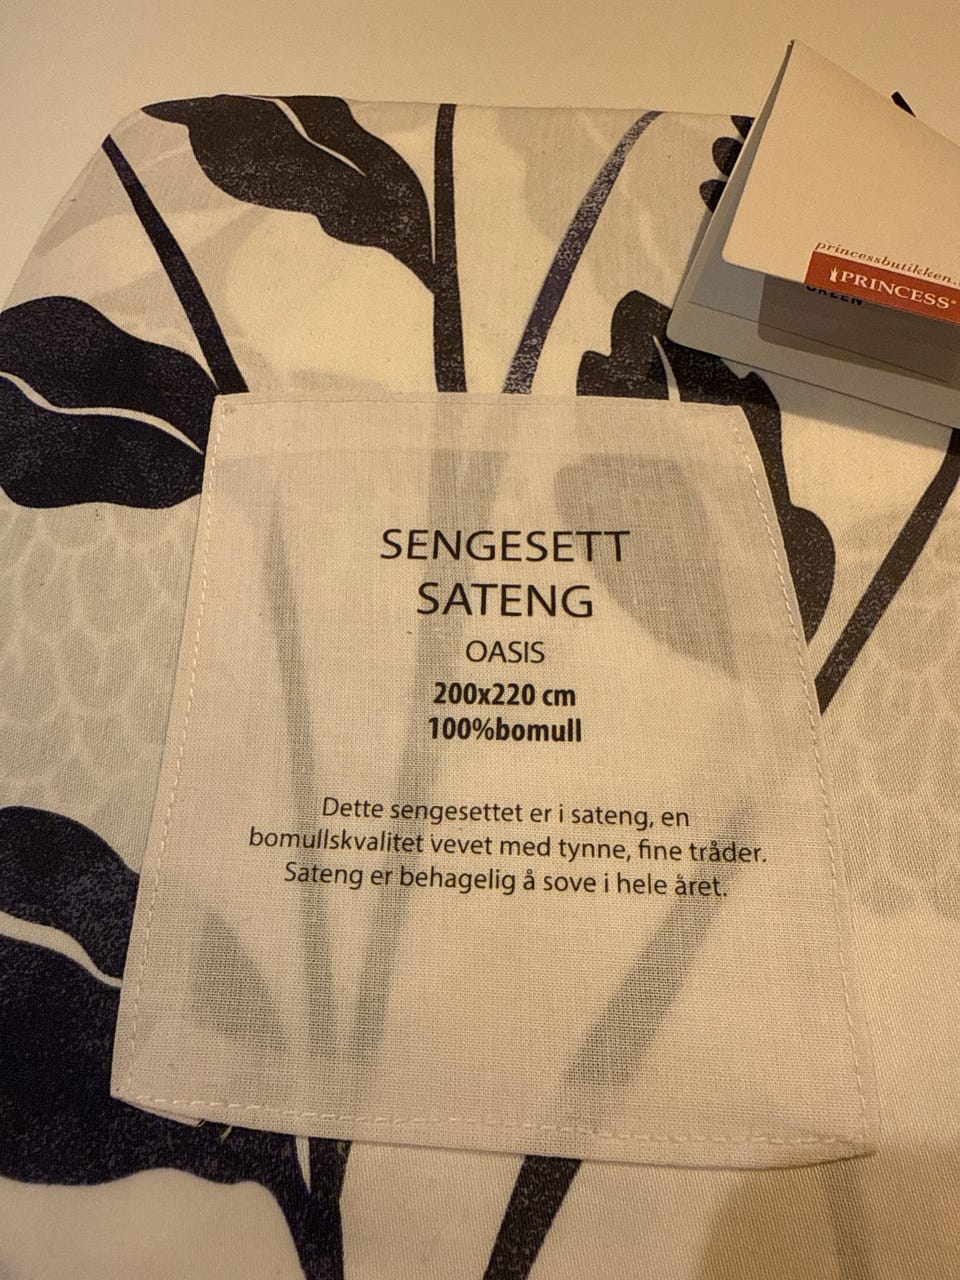 princessbutikken.
PRINCESS®
GREEN
SENGESETT
SATENG
OASIS
200x220 cm
100%bomull
Dette sengesettet er i sateng, en
bomullskvalitet vevet med tynne, fine tråder.
Sateng er behagelig å sove i hele året.